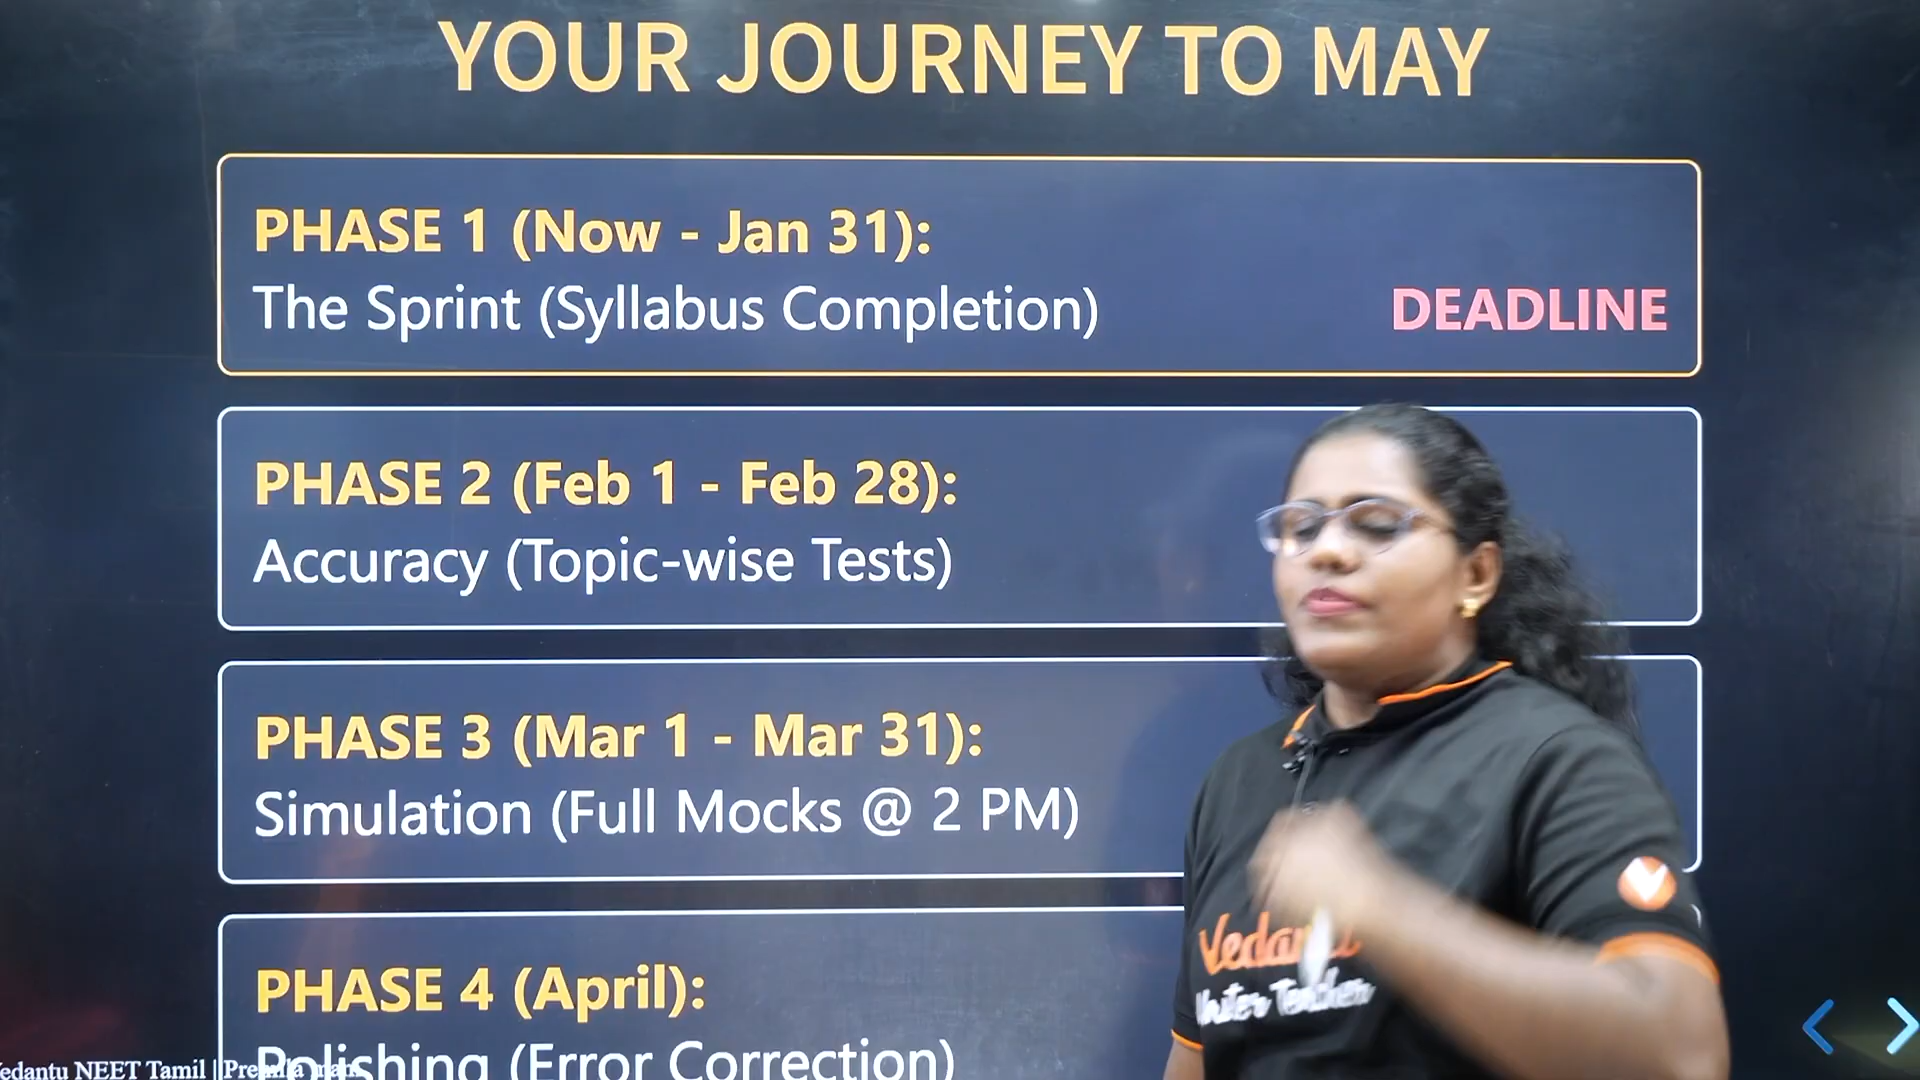 YOUR JOURNEY TO MAY
PHASE 1 (Now - Jan 31):
The Sprint (Syllabus Completion)
DEADLINE
PHASE 2 (Feb 1 - Feb 28):
Accuracy (Topic-wise Tests)
PHASE 3 (Mar 1 - Mar 31):
Simulation (Full Mocks @ 2 PM)
PHASE 4 (April):
Polishing (Error Correction)
edantu NEET Tamil |